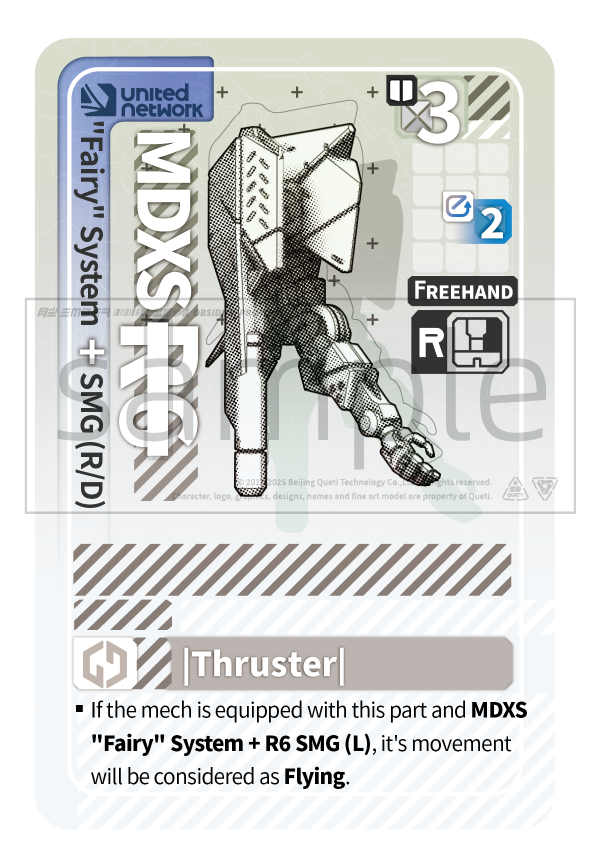 UNITED
NETWORK
"Fairy" System + SMG (R/D)
MDXS R6
3
2
FREEHAND
R
sample
© 2015-2025 Beijing Queti Technology Co.,Ltd. All rights reserved.
Character, logo, graphics, designs, names and fine art model are property of Queti.
|Thruster|
▪ If the mech is equipped with this part and MDXS
"Fairy" System + R6 SMG (L), it's movement
will be considered as Flying.